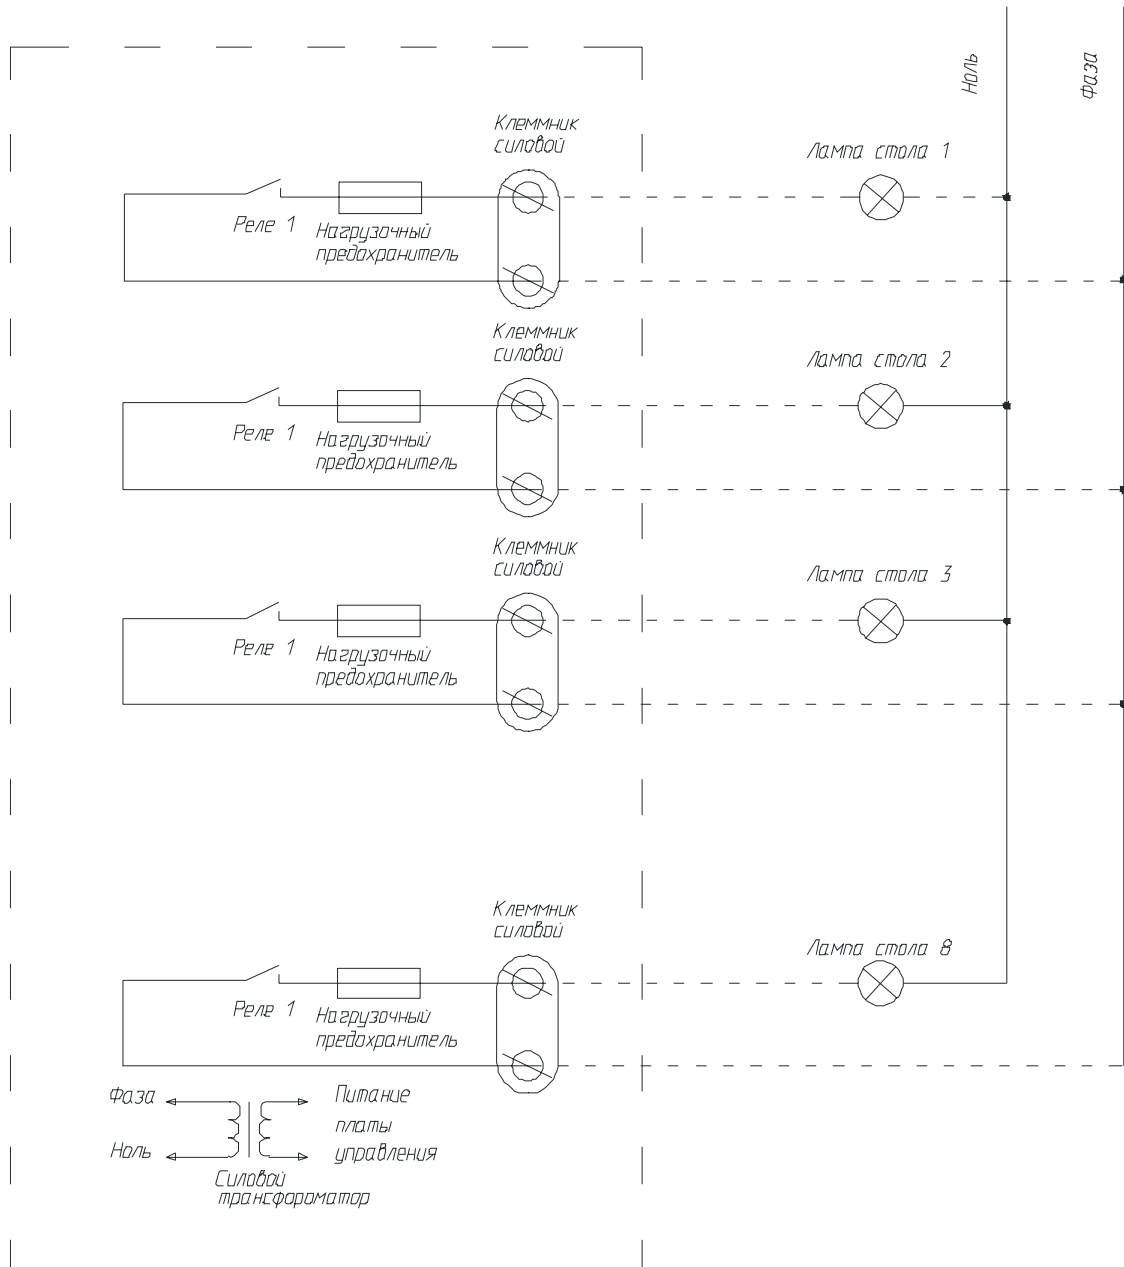 Ноль
Фаза
Клеммник
силовой
Лампа стола 1
Реле 1
Нагрузочный
предохранитель
Клеммник
силовой
Лампа стола 2
Реле 1
Нагрузочный
предохранитель
Клеммник
силовой
Лампа стола 3
Реле 1
Нагрузочный
предохранитель
Клеммник
силовой
Лампа стола 8
Реле 1
Нагрузочный
предохранитель
Фаза
Питание
платы
Ноль
управления
Силовой
трансфороматор